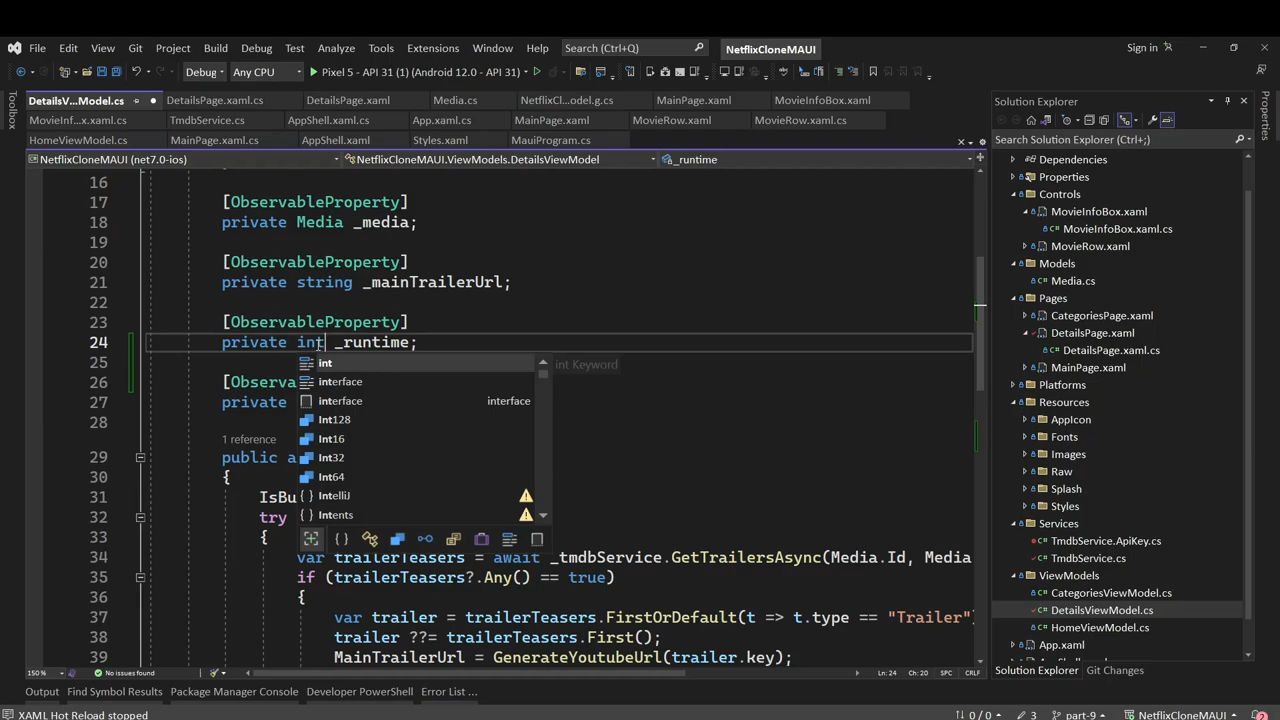 File Edit View Git Project Build Debug Test Analyze Tools Extensions Window Help Search (Ctrl+Q) NetflixCloneMAUI Sign in
Debug Any CPU Pixel 5 - API 31 (1) (Android 12.0 - API 31)
Toolbox
DetailsV...Model.cs DetailsPage.xaml.cs DetailsPage.xaml Media.cs NetflixCl...odel.g.cs MainPage.xaml MovieInfoBox.xaml
MovieInf...x.xaml.cs TmdbService.cs AppShell.xaml.cs App.xaml.cs MainPage.xaml.cs MovieRow.xaml MovieRow.xaml.cs
HomeViewModel.cs AppShell.xaml Styles.xaml MauiProgram.cs
NetflixCloneMAUI (net7.0-ios) NetflixCloneMAUI.ViewModels.DetailsViewModel _runtime
16
17 [ObservableProperty]
18 private Media _media;
19
20 [ObservableProperty]
21 private string _mainTrailerUrl;
22
23 [ObservableProperty]
24 private int _runtime;
25
26 [Observa
27 private
28
1 reference
29 public a
30 {
31 IsBu
32 try
33 {
34 var trailerTeasers = await _tmdbService.GetTrailersAsync(Media.Id, Media
35 if (trailerTeasers?.Any() == true)
36 {
37 var trailer = trailerTeasers.FirstOrDefault(t => t.type == "Trailer")
38 trailer ??= trailerTeasers.First();
39 MainTrailerUrl = GenerateYoutubeUrl(trailer.key);
int
interface
interface interface
Int128
Int16
Int32
Int64
IntelliJ
Intents
int Keyword
150 % No issues found Ln: 24 Ch: 20 SPC CRLF
Output Find Symbol Results Package Manager Console Developer PowerShell Error List ...
Solution Explorer
Search Solution Explorer (Ctrl+;)
Dependencies
Properties
Controls
MovieInfoBox.xaml
MovieInfoBox.xaml.cs
MovieRow.xaml
Models
Media.cs
Pages
CategoriesPage.xaml
DetailsPage.xaml
DetailsPage.xaml.cs
MainPage.xaml
Platforms
Resources
AppIcon
Fonts
Images
Raw
Splash
Styles
Services
TmdbService.ApiKey.cs
TmdbService.cs
ViewModels
CategoriesViewModel.cs
DetailsViewModel.cs
HomeViewModel.cs
App.xaml
Solution Explorer Git Changes
Properties
XAML Hot Reload stopped 0 / 0 3 part-9 NetflixCloneMAUI 2